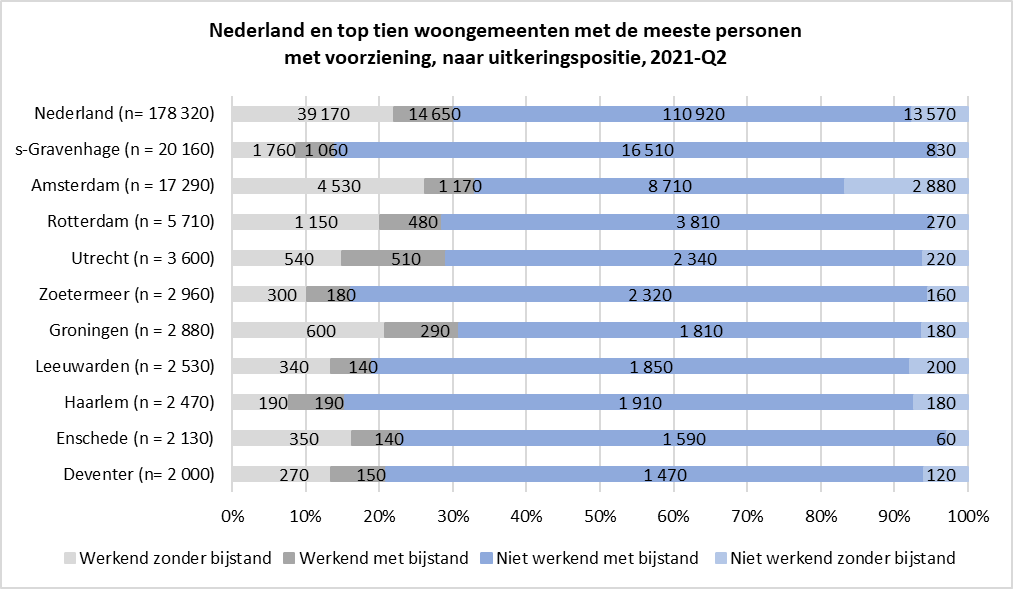 Nederland en top tien woongemeenten met de meeste personen
met voorziening, naar uitkeringspositie, 2021-Q2
Nederland (n= 178 320) 39 170 14 650 110 920 13 570
s-Gravenhage (n = 20 160) 1 760 1 060 16 510 830
Amsterdam (n = 17 290) 4 530 1 170 8 710 2 880
Rotterdam (n = 5 710) 1 150 480 3 810 270
Utrecht (n = 3 600) 540 510 2 340 220
Zoetermeer (n = 2 960) 300 180 2 320 160
Groningen (n = 2 880) 600 290 1 810 180
Leeuwarden (n = 2 530) 340 140 1 850 200
Haarlem (n = 2 470) 190 190 1 910 180
Enschede (n = 2 130) 350 140 1 590 60
Deventer (n= 2 000) 270 150 1 470 120
0% 10% 20% 30% 40% 50% 60% 70% 80% 90% 100%
Werkend zonder bijstand Werkend met bijstand Niet werkend met bijstand Niet werkend zonder bijstand